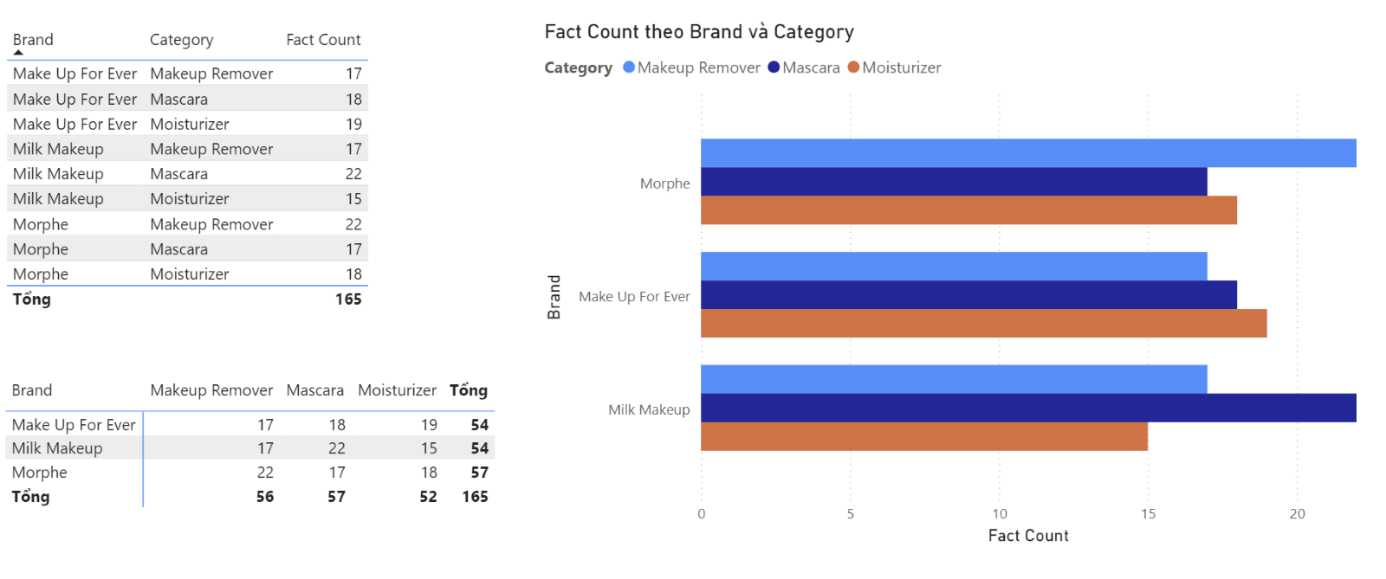 Brand Category Fact Count
Make Up For Ever Makeup Remover 17
Make Up For Ever Mascara 18
Make Up For Ever Moisturizer 19
Milk Makeup Makeup Remover 17
Milk Makeup Mascara 22
Milk Makeup Moisturizer 15
Morphe Makeup Remover 22
Morphe Mascara 17
Morphe Moisturizer 18
Tổng 165
Brand Makeup Remover Mascara Moisturizer Tổng
Make Up For Ever 17 18 19 54
Milk Makeup 17 22 15 54
Morphe 22 17 18 57
Tổng 56 57 52 165
Fact Count theo Brand và Category
Category Makeup Remover Mascara Moisturizer
Morphe
Make Up For Ever
Milk Makeup
Brand
0 5 10 15 20
Fact Count